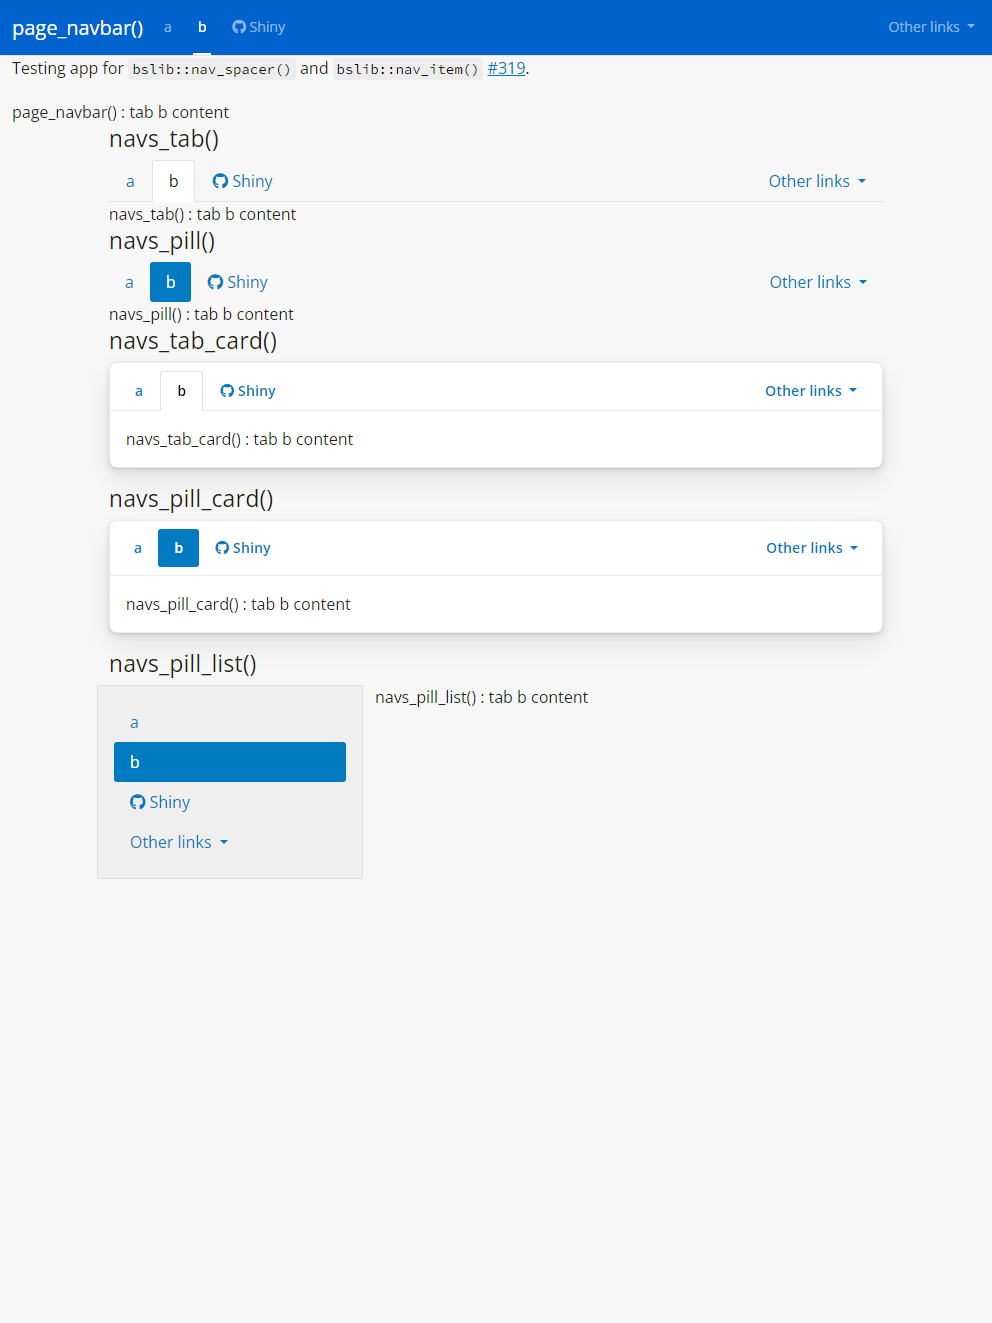 page_navbar() a b Shiny Other links
Testing app for bslib::nav_spacer() and bslib::nav_item() #319.
page_navbar() : tab b content
navs_tab()
a b Shiny Other links
navs_tab() : tab b content
navs_pill()
a b Shiny Other links
navs_pill() : tab b content
navs_tab_card()
a b Shiny Other links
navs_tab_card() : tab b content
navs_pill_card()
a b Shiny Other links
navs_pill_card() : tab b content
navs_pill_list()
navs_pill_list() : tab b content
a
b
Shiny
Other links